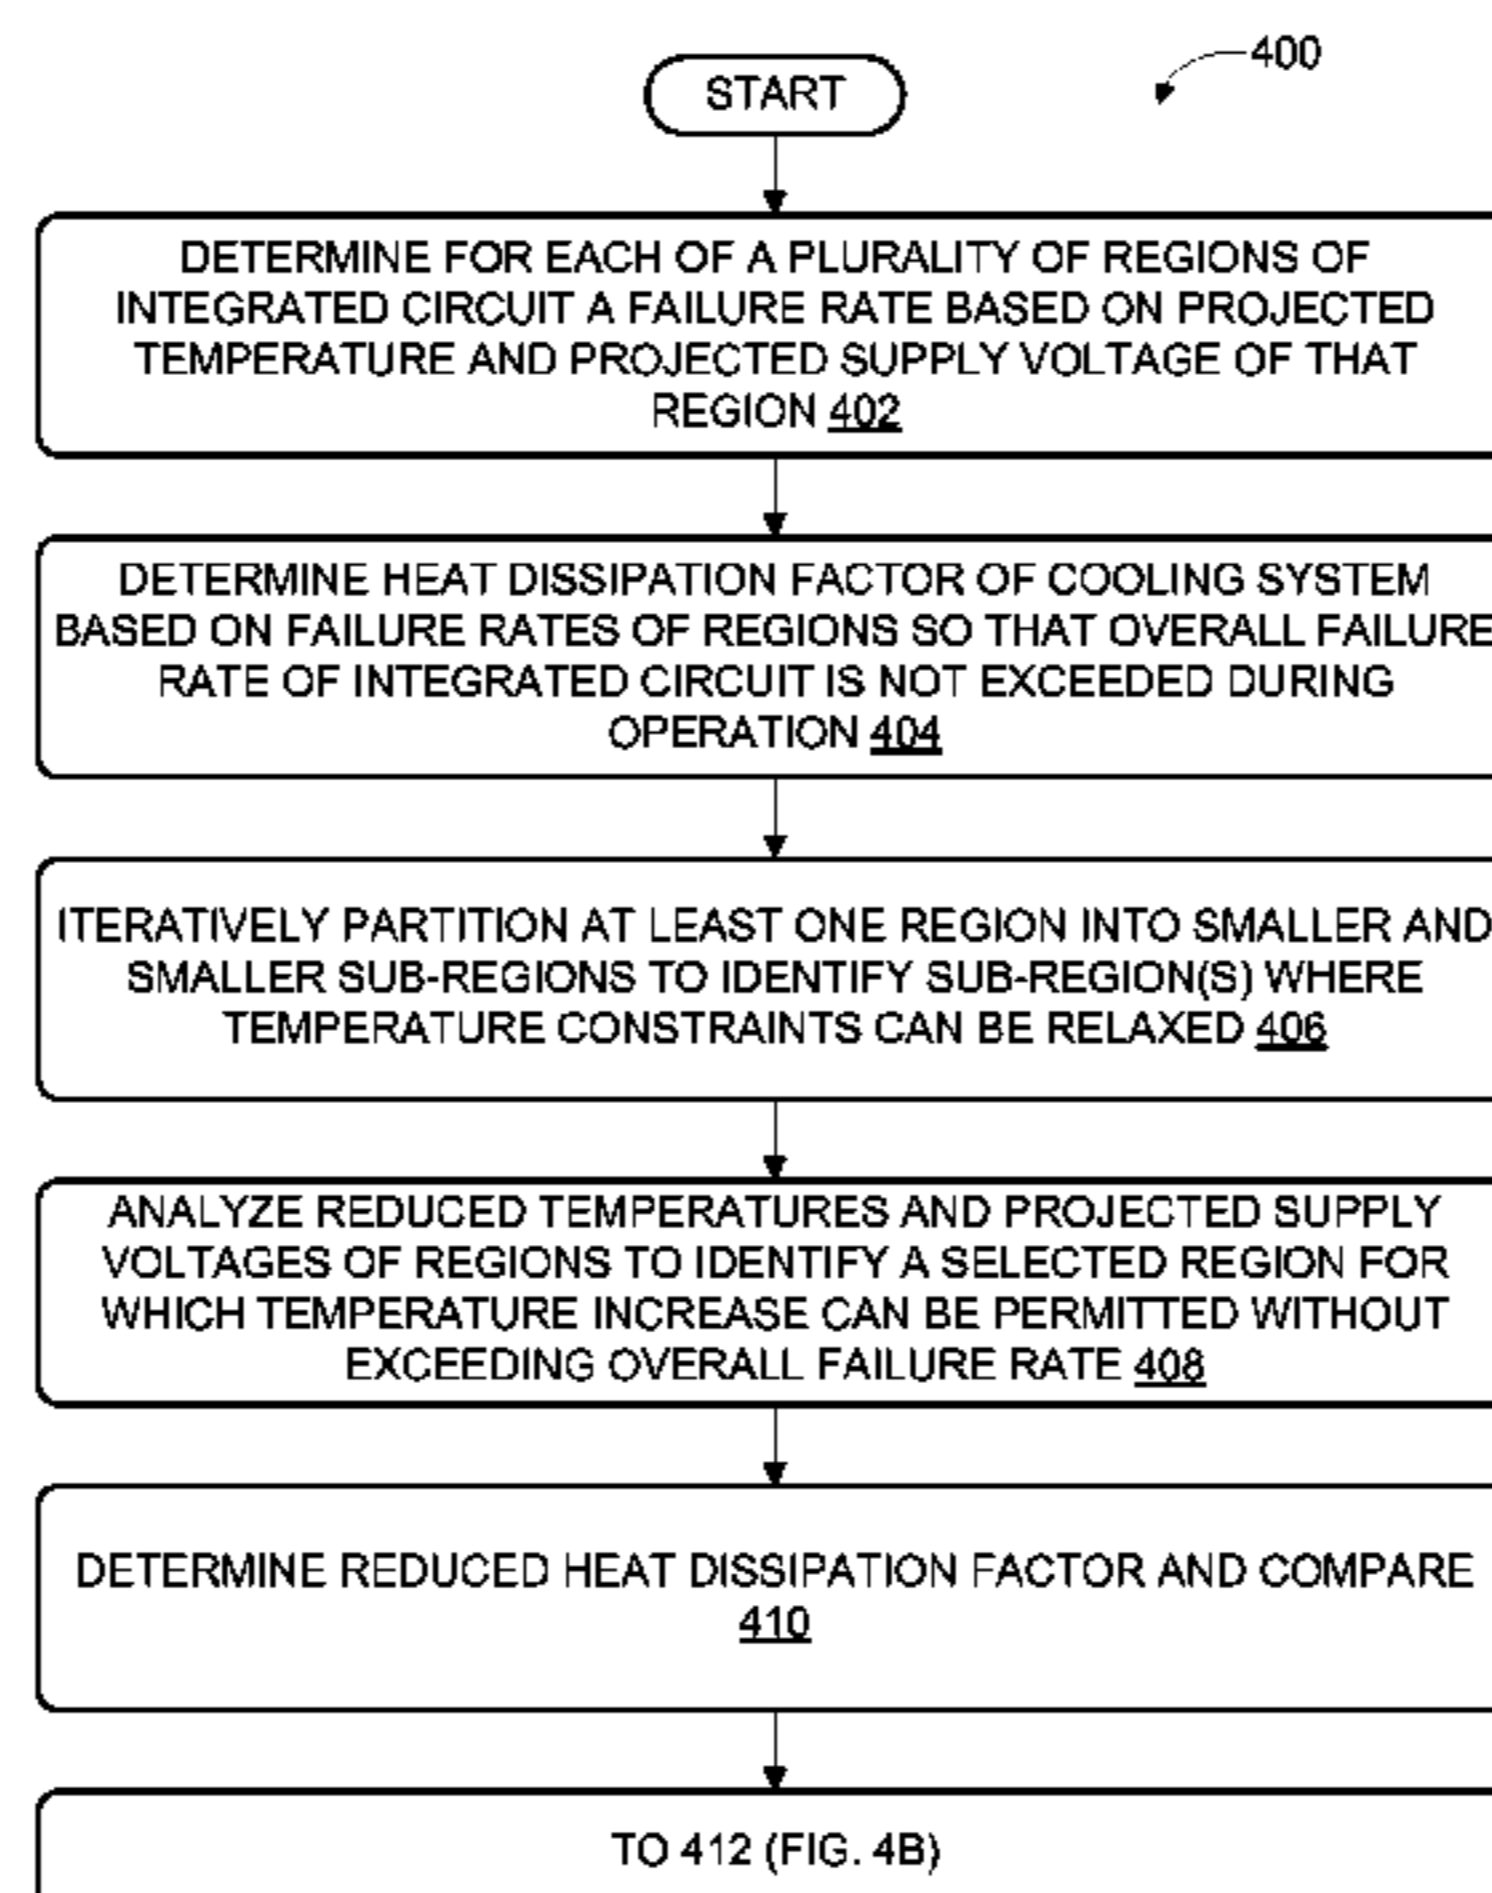 400
START
DETERMINE FOR EACH OF A PLURALITY OF REGIONS OF
INTEGRATED CIRCUIT A FAILURE RATE BASED ON PROJECTED
TEMPERATURE AND PROJECTED SUPPLY VOLTAGE OF THAT
REGION 402
DETERMINE HEAT DISSIPATION FACTOR OF COOLING SYSTEM
BASED ON FAILURE RATES OF REGIONS SO THAT OVERALL FAILURE
RATE OF INTEGRATED CIRCUIT IS NOT EXCEEDED DURING
OPERATION 404
ITERATIVELY PARTITION AT LEAST ONE REGION INTO SMALLER AND
SMALLER SUB-REGIONS TO IDENTIFY SUB-REGION(S) WHERE
TEMPERATURE CONSTRAINTS CAN BE RELAXED 406
ANALYZE REDUCED TEMPERATURES AND PROJECTED SUPPLY
VOLTAGES OF REGIONS TO IDENTIFY A SELECTED REGION FOR
WHICH TEMPERATURE INCREASE CAN BE PERMITTED WITHOUT
EXCEEDING OVERALL FAILURE RATE 408
DETERMINE REDUCED HEAT DISSIPATION FACTOR AND COMPARE
410
TO 412 (FIG. 4B)